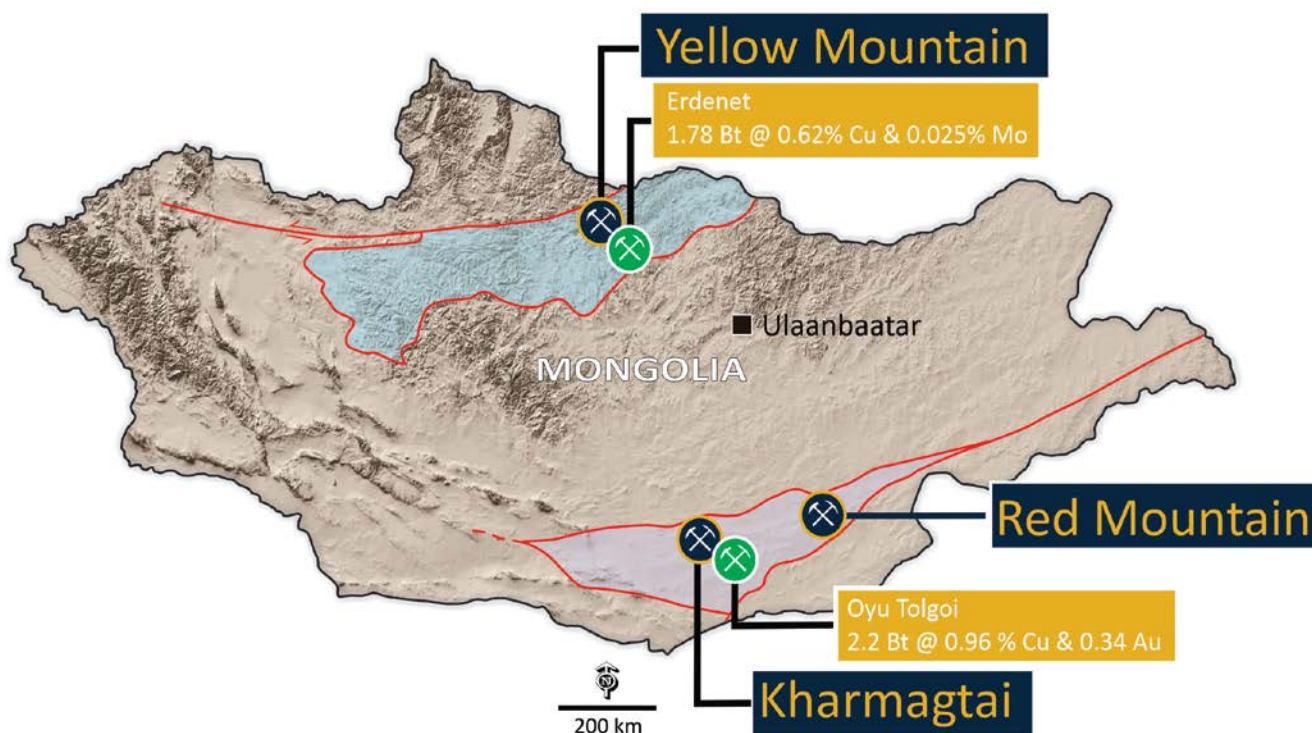 Yellow Mountain
Erdenet
1.78 Bt @ 0.62% Cu & 0.025% Mo
Ulaanbaatar
MONGOLIA
Red Mountain
Oyu Tolgoi
2.2 Bt @ 0.96 % Cu & 0.34 Au
Kharmagtai
N
200 km